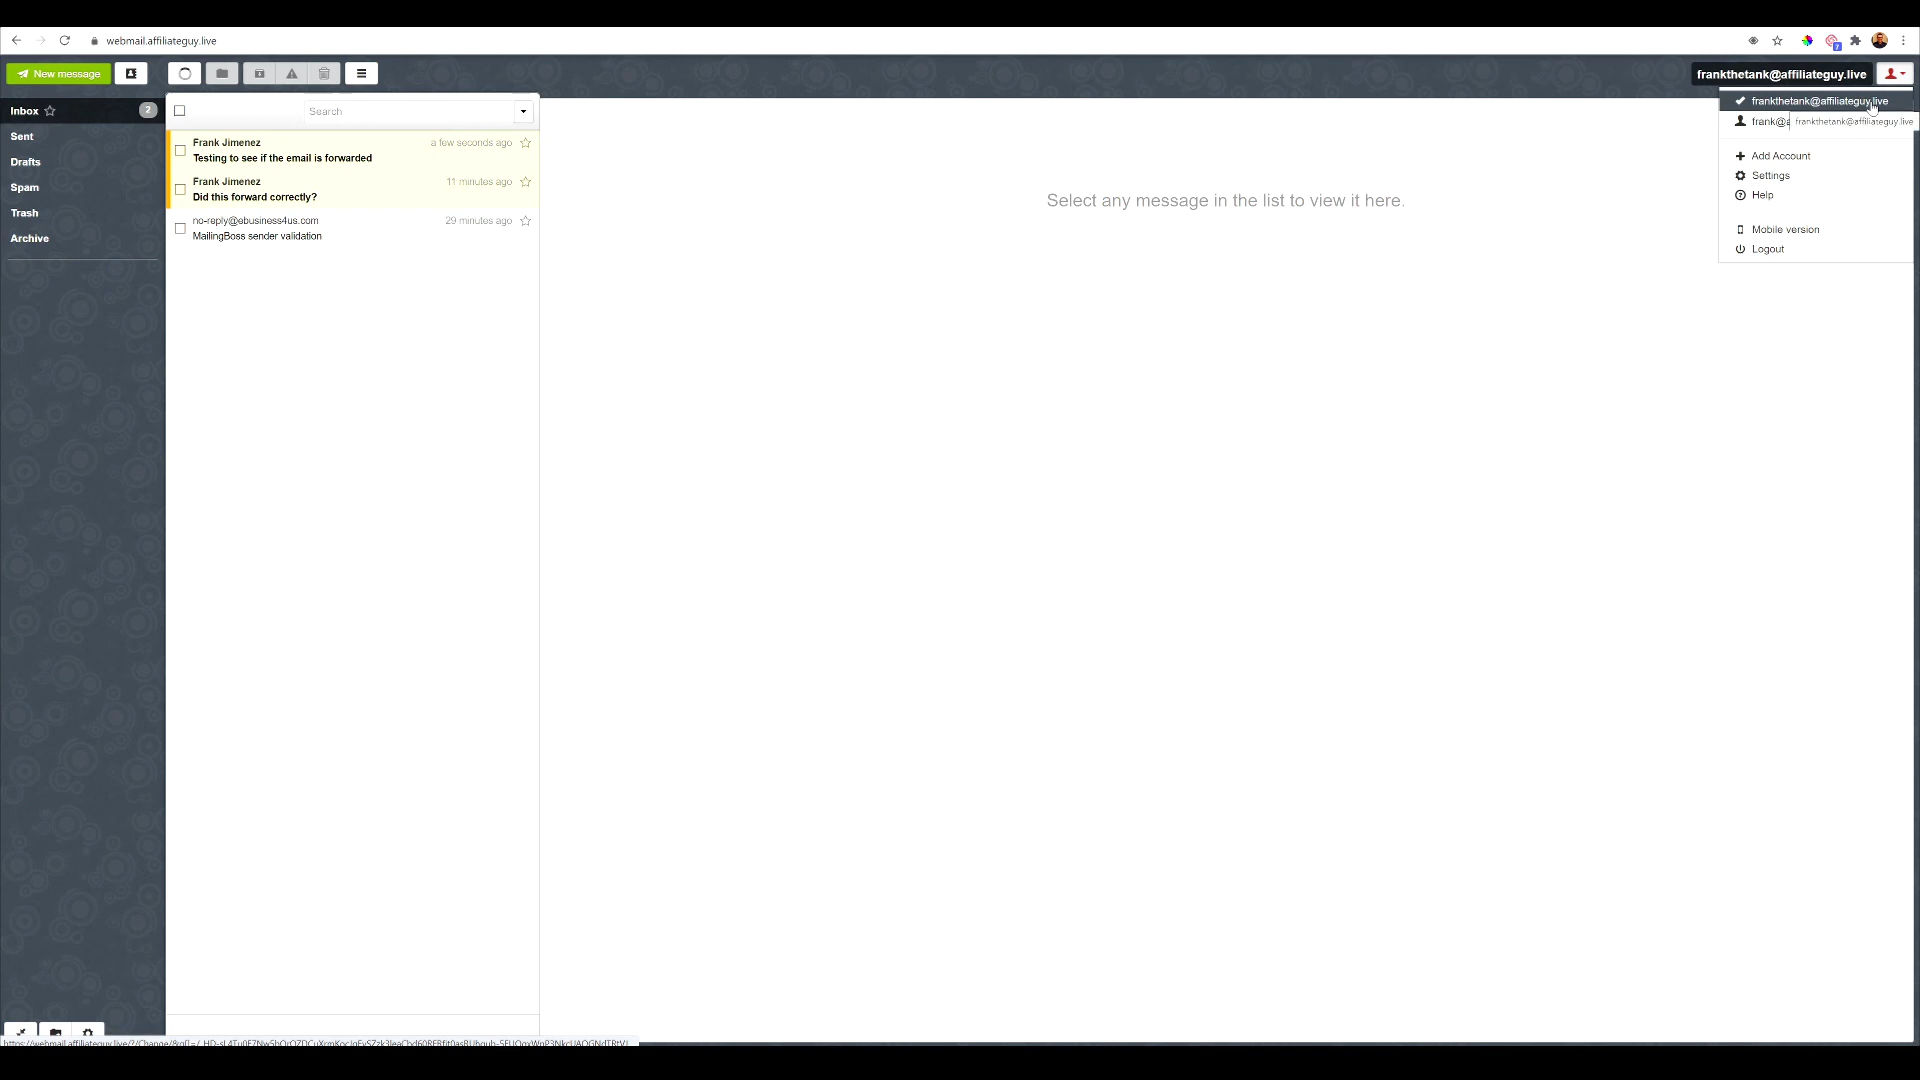 webmail.affiliateguy.live
7
New message
frankthetank@affiliateguy.live
Inbox
2
Sent
Drafts
Spam
Trash
Archive
Search
Frank Jimenez
a few seconds ago
Testing to see if the email is forwarded
Frank Jimenez
11 minutes ago
Did this forward correctly?
no-reply@ebusiness4us.com
29 minutes ago
MailingBoss sender validation
Select any message in the list to view it here.
frankthetank@affiliateguy.live
frank@a
frankthetank@affiliateguy.live
Add Account
Settings
Help
Mobile version
Logout